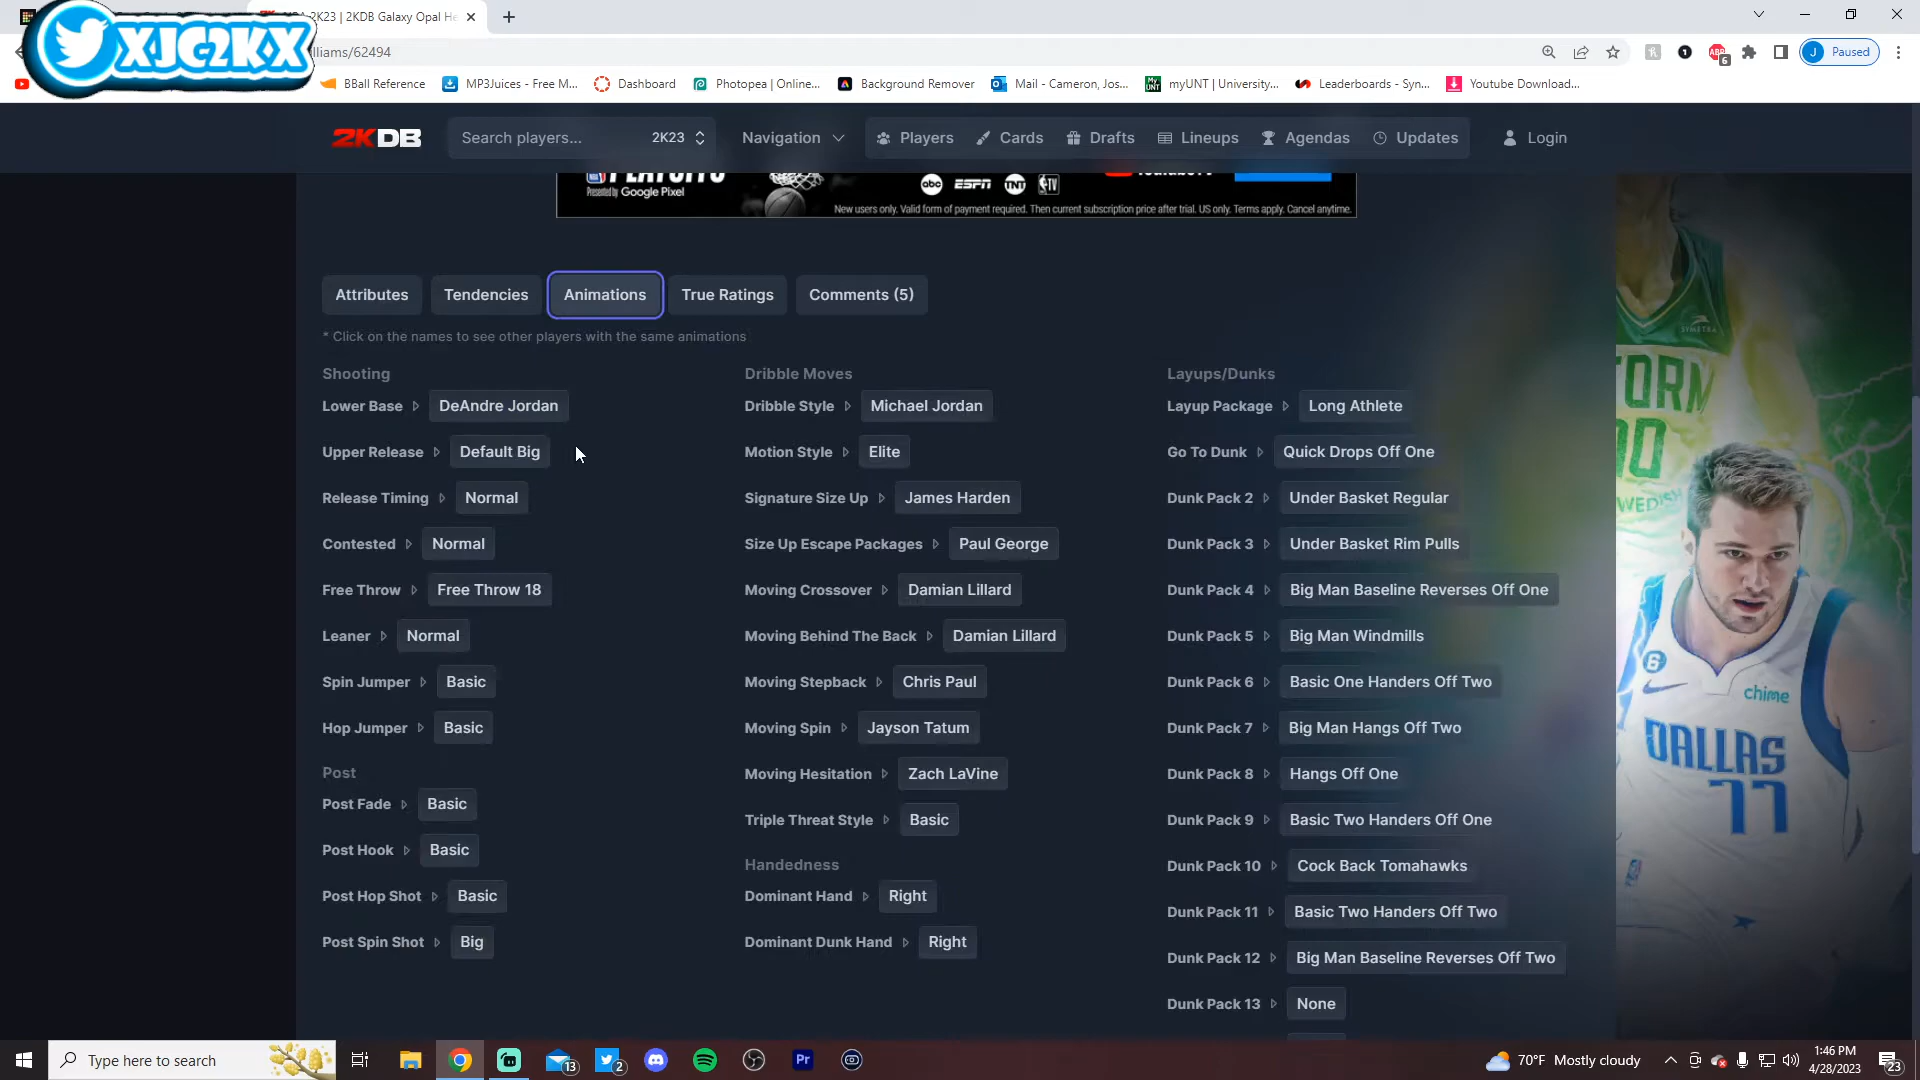 XJC2KX
2K23 | 2KDB Galaxy Opal He
lliams/62494
Paused
BBall Reference
MP3Juices - Free M...
Dashboard
Photopea | Online...
Background Remover
Mail - Cameron, Jos...
myUNT | University...
Leaderboards - Syn...
Youtube Download...
2KDB
Search players...
2K23
Navigation
Players
Cards
Drafts
Lineups
Agendas
Updates
Login
PLAYOFFS
Presented by Google Pixel
abc ESPN TNT
New users only. Valid form of payment required. Then current subscription price after trial. US only. Terms apply. Cancel anytime.
Attributes
Tendencies
Animations
True Ratings
Comments (5)
* Click on the names to see other players with the same animations
Shooting
Lower Base DeAndre Jordan
Upper Release Default Big
Release Timing Normal
Contested Normal
Free Throw Free Throw 18
Leaner Normal
Spin Jumper Basic
Hop Jumper Basic
Post
Post Fade Basic
Post Hook Basic
Post Hop Shot Basic
Post Spin Shot Big
Dribble Moves
Dribble Style Michael Jordan
Motion Style Elite
Signature Size Up James Harden
Size Up Escape Packages Paul George
Moving Crossover Damian Lillard
Moving Behind The Back Damian Lillard
Moving Stepback Chris Paul
Moving Spin Jayson Tatum
Moving Hesitation Zach LaVine
Triple Threat Style Basic
Handedness
Dominant Hand Right
Dominant Dunk Hand Right
Layups/Dunks
Layup Package Long Athlete
Go To Dunk Quick Drops Off One
Dunk Pack 2 Under Basket Regular
Dunk Pack 3 Under Basket Rim Pulls
Dunk Pack 4 Big Man Baseline Reverses Off One
Dunk Pack 5 Big Man Windmills
Dunk Pack 6 Basic One Handers Off Two
Dunk Pack 7 Big Man Hangs Off Two
Dunk Pack 8 Hangs Off One
Dunk Pack 9 Basic Two Handers Off One
Dunk Pack 10 Cock Back Tomahawks
Dunk Pack 11 Basic Two Handers Off Two
Dunk Pack 12 Big Man Baseline Reverses Off Two
Dunk Pack 13 None
SYMETRA
SWEDISH
6
chime
DALLAS
77
Type here to search
13
2
Pr
70°F Mostly cloudy
1:46 PM
4/28/2023
23